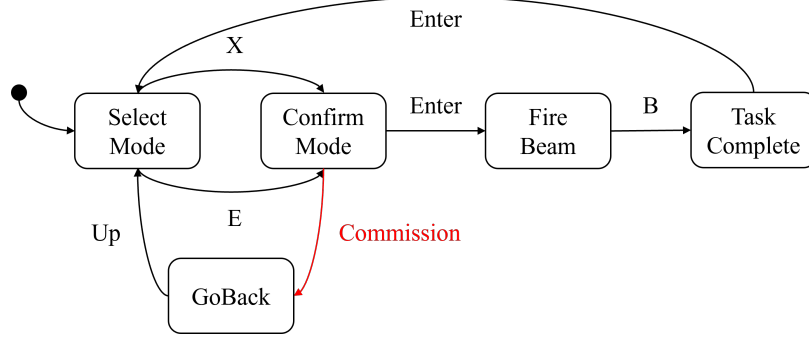 Enter
X
Select
Mode
Confirm
Mode
Enter
Fire
Beam
B
Task
Complete
E
Up
Commission
GoBack